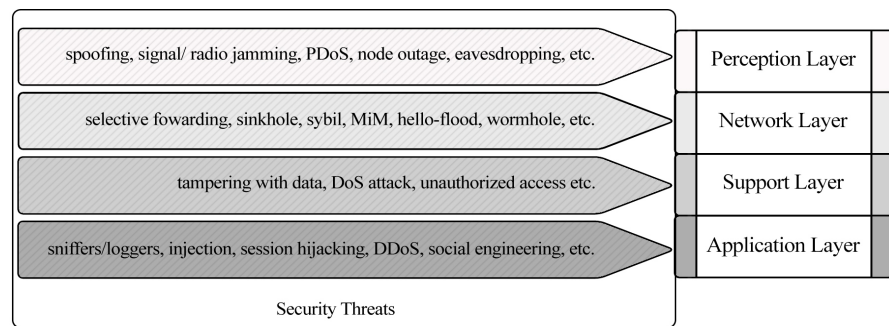 spoofing, signal/ radio jamming, PDoS, node outage, eavesdropping, etc.
Perception Layer
selective fowarding, sinkhole, sybil, MiM, hello-flood, wormhole, etc.
Network Layer
tampering with data, DoS attack, unauthorized access etc.
Support Layer
sniffers/loggers, injection, session hijacking, DDoS, social engineering, etc.
Application Layer
Security Threats